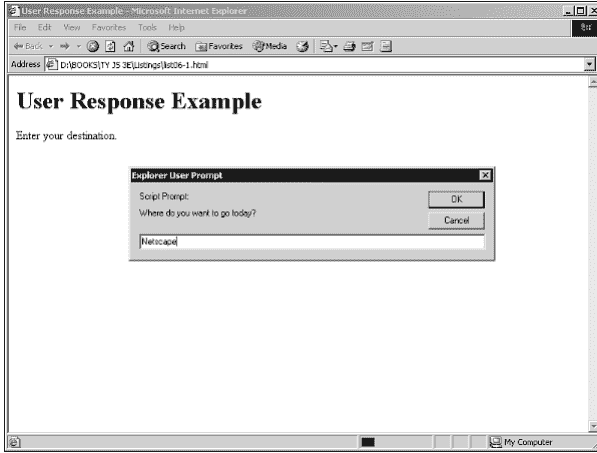 User Response Example - Microsoft Internet Explorer
File Edit View Favorites Tools Help
Back Search Favorites Media
Address D:\BOOKS\TY JS 3E\Listings\list06-1.html
User Response Example
Enter your destination.
Explorer User Prompt
Script Prompt:
OK
Where do you want to go today?
Cancel
Netscape
My Computer